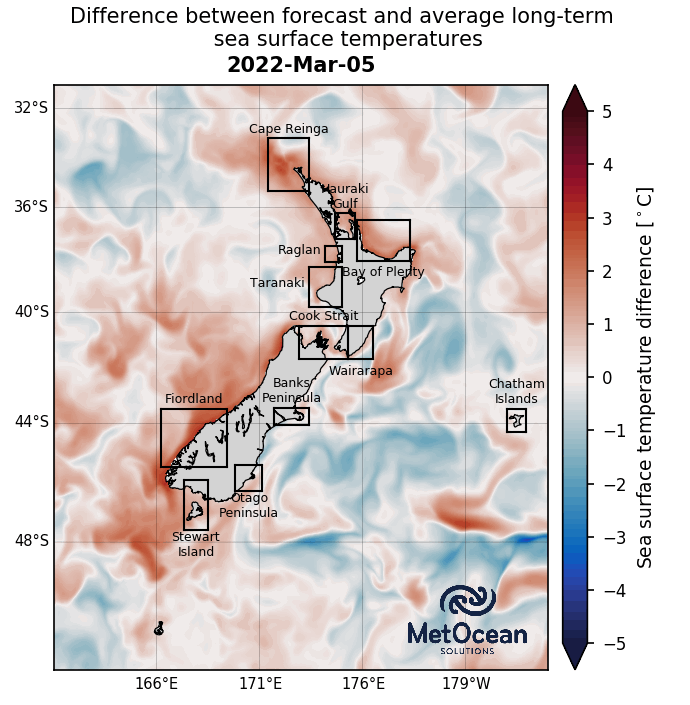 Difference between forecast and average long-term
sea surface temperatures
2022-Mar-05
32°S
36°S
40°S
44°S
48°S
166°E
171°E
176°E
179°W
Cape Reinga
Hauraki
Gulf
Raglan
Bay of Plenty
Taranaki
Cook Strait
Wairarapa
Banks
Peninsula
Chatham
Islands
Fiordland
Otago
Peninsula
Stewart
Island
MetOcean
SOLUTIONS
5
4
3
2
1
0
−1
−2
−3
−4
−5
Sea surface temperature difference [°C]